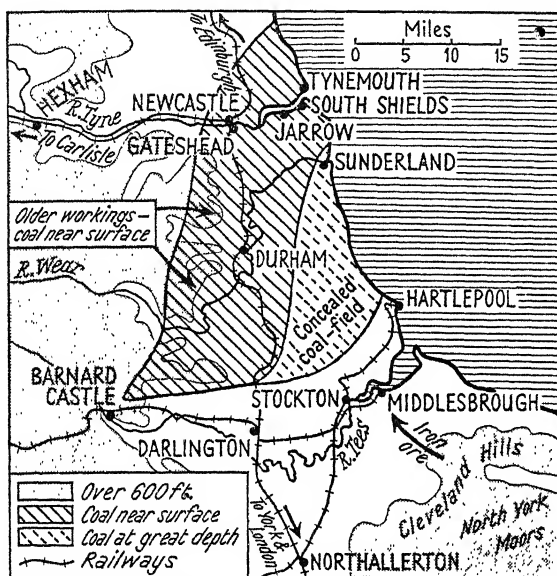 Miles
0 5 10 15
To Edinburgh
TYNEMOUTH
SOUTH SHIELDS
HEXHAM
R. Tyne
NEWCASTLE
JARROW
To Carlisle
GATESHEAD
SUNDERLAND
Older workings—
coal near surface
R. Wear
DURHAM
Concealed
coal-field
HARTLEPOOL
BARNARD
CASTLE
STOCKTON
MIDDLESBROUGH
DARLINGTON
R. Tees
Iron
ore
Cleveland Hills
North York
Moors
To York &
London
NORTHALLERTON
Over 600 ft.
Coal near surface
Coal at great depth
Railways